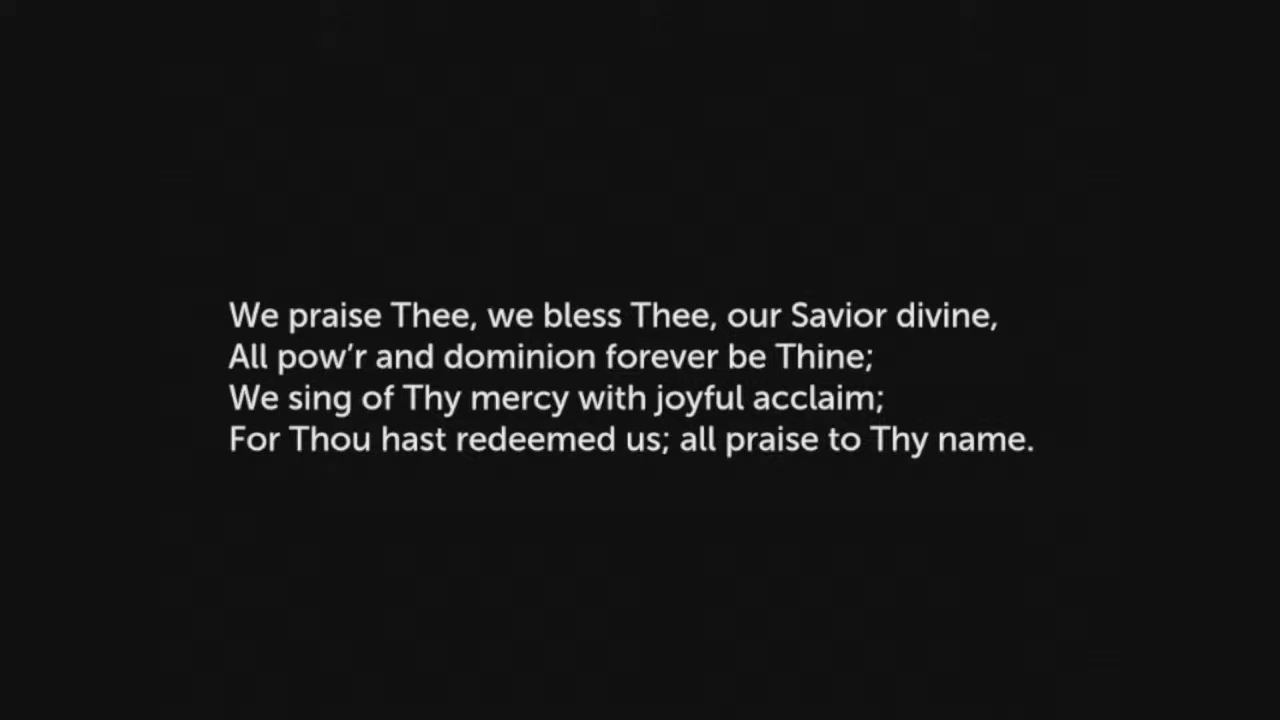 We praise Thee, we bless Thee, our Savior divine,
All pow’r and dominion forever be Thine;
We sing of Thy mercy with joyful acclaim;
For Thou hast redeemed us; all praise to Thy name.